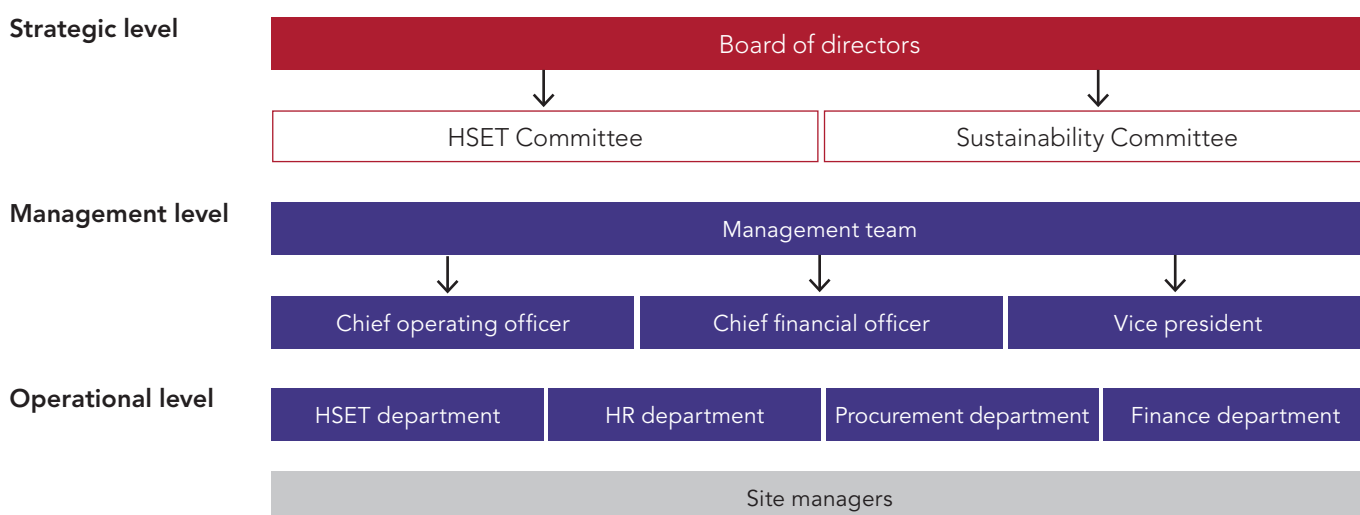 Strategic level
Board of directors
HSET Committee
Sustainability Committee
Management level
Management team
Chief operating officer
Chief financial officer
Vice president
Operational level
HSET department
HR department
Procurement department
Finance department
Site managers